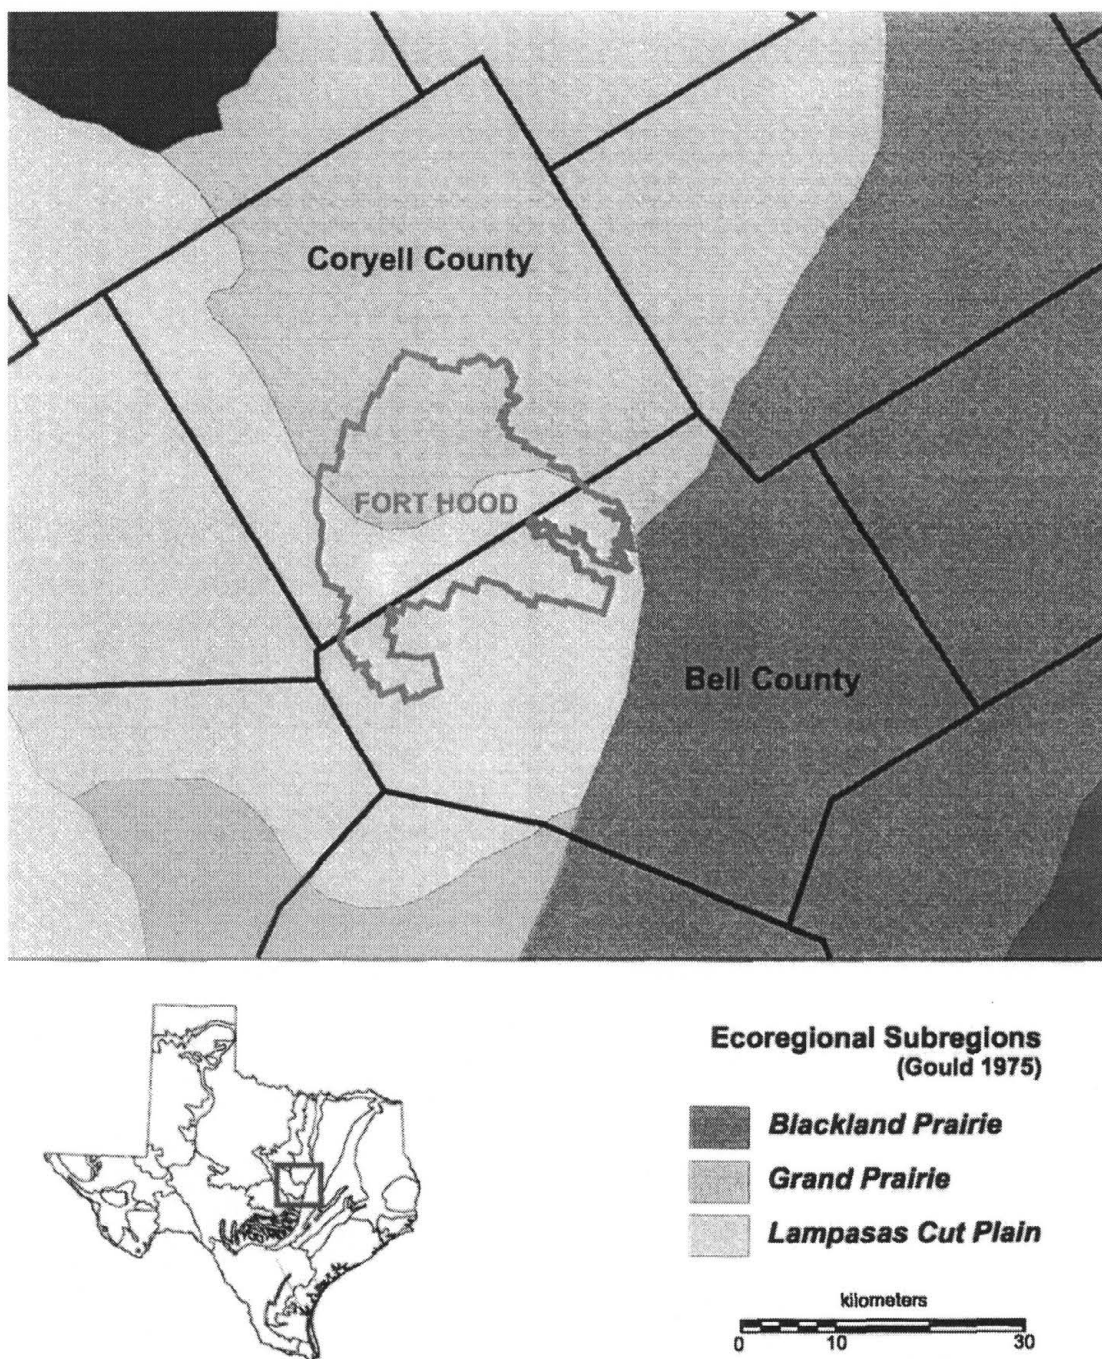 Coryell County
FORT HOOD
Bell County
Ecoregional Subregions
(Gould 1975)
Blackland Prairie
Grand Prairie
Lampasas Cut Plain
kilometers
0 10 30